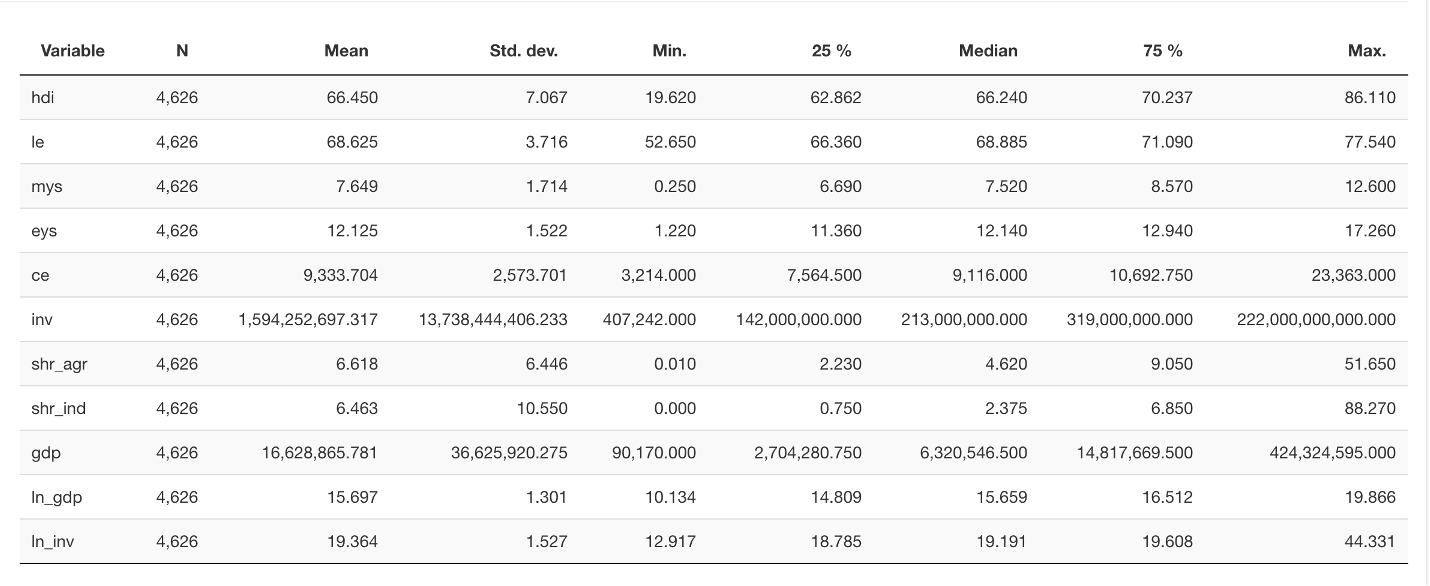 Variable N Mean Std. dev. Min. 25 % Median 75 % Max.
hdi 4,626 66.450 7.067 19.620 62.862 66.240 70.237 86.110
le 4,626 68.625 3.716 52.650 66.360 68.885 71.090 77.540
mys 4,626 7.649 1.714 0.250 6.690 7.520 8.570 12.600
eys 4,626 12.125 1.522 1.220 11.360 12.140 12.940 17.260
ce 4,626 9,333.704 2,573.701 3,214.000 7,564.500 9,116.000 10,692.750 23,363.000
inv 4,626 1,594,252,697.317 13,738,444,406.233 407,242.000 142,000,000.000 213,000,000.000 319,000,000.000 222,000,000,000.000
shr_agr 4,626 6.618 6.446 0.010 2.230 4.620 9.050 51.650
shr_ind 4,626 6.463 10.550 0.000 0.750 2.375 6.850 88.270
gdp 4,626 16,628,865.781 36,625,920.275 90,170.000 2,704,280.750 6,320,546.500 14,817,669.500 424,324,595.000
ln_gdp 4,626 15.697 1.301 10.134 14.809 15.659 16.512 19.866
ln_inv 4,626 19.364 1.527 12.917 18.785 19.191 19.608 44.331